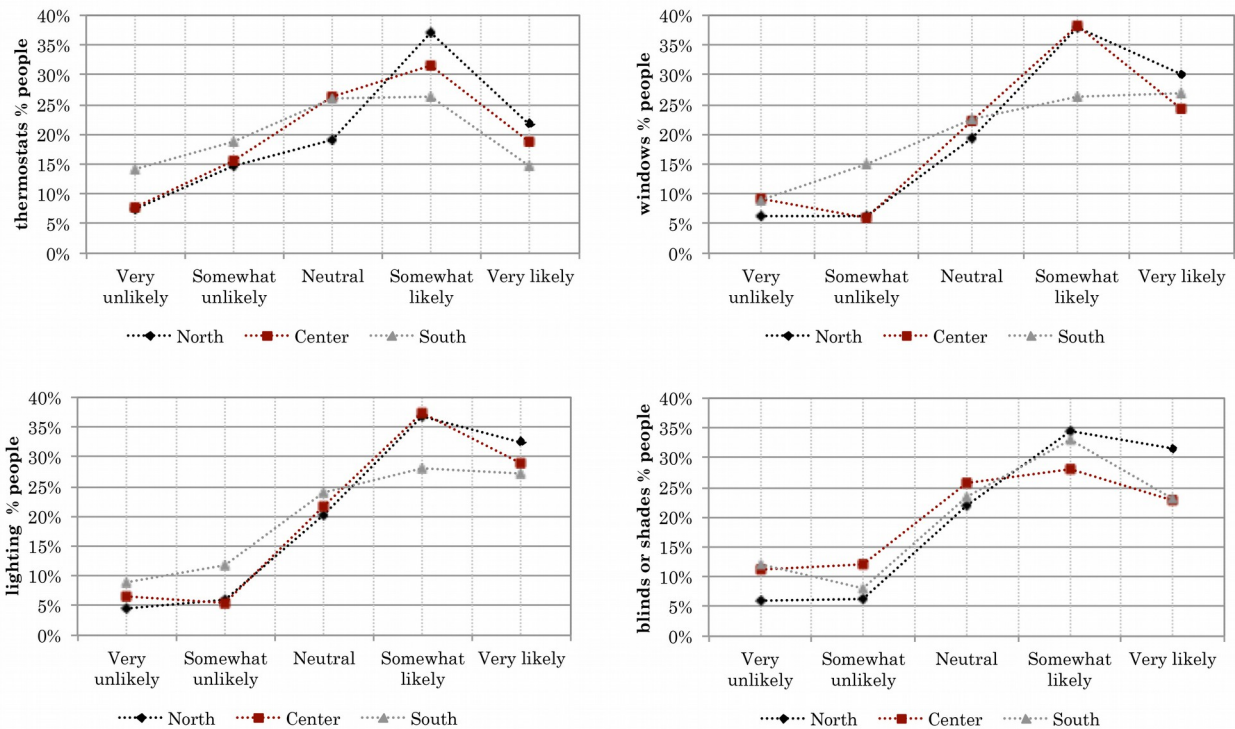 thermostats % people
40%
35%
30%
25%
20%
15%
10%
5%
0%
Very
unlikely
Somewhat
unlikely
Neutral
Somewhat
likely
Very likely
North
Center
South
windows % people
40%
35%
30%
25%
20%
15%
10%
5%
0%
Very
unlikely
Somewhat
unlikely
Neutral
Somewhat
likely
Very likely
North
Center
South
lighting % people
40%
35%
30%
25%
20%
15%
10%
5%
0%
Very
unlikely
Somewhat
unlikely
Neutral
Somewhat
likely
Very likely
North
Center
South
blinds or shades % people
40%
35%
30%
25%
20%
15%
10%
5%
0%
Very
unlikely
Somewhat
unlikely
Neutral
Somewhat
likely
Very likely
North
Center
South